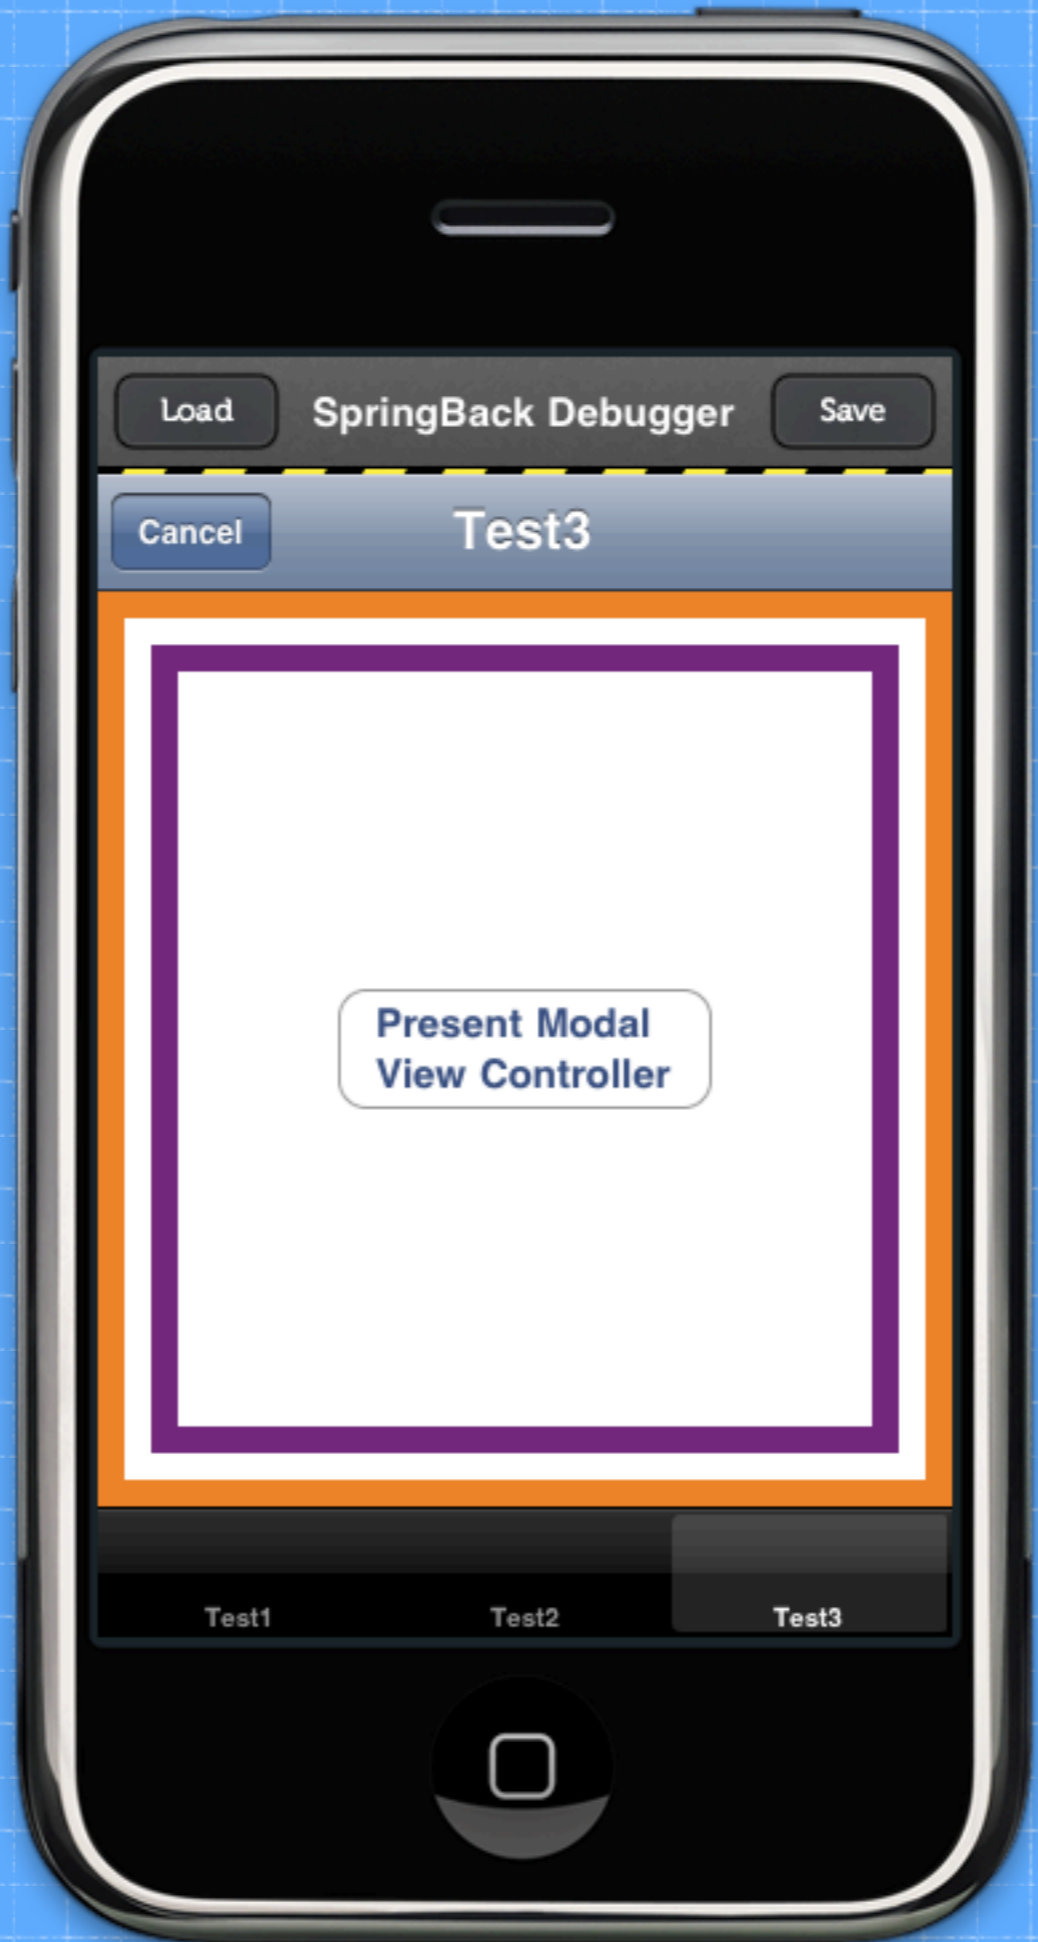 Load
SpringBack Debugger
Save
Cancel
Test3
Present Modal
View Controller
Test1
Test2
Test3